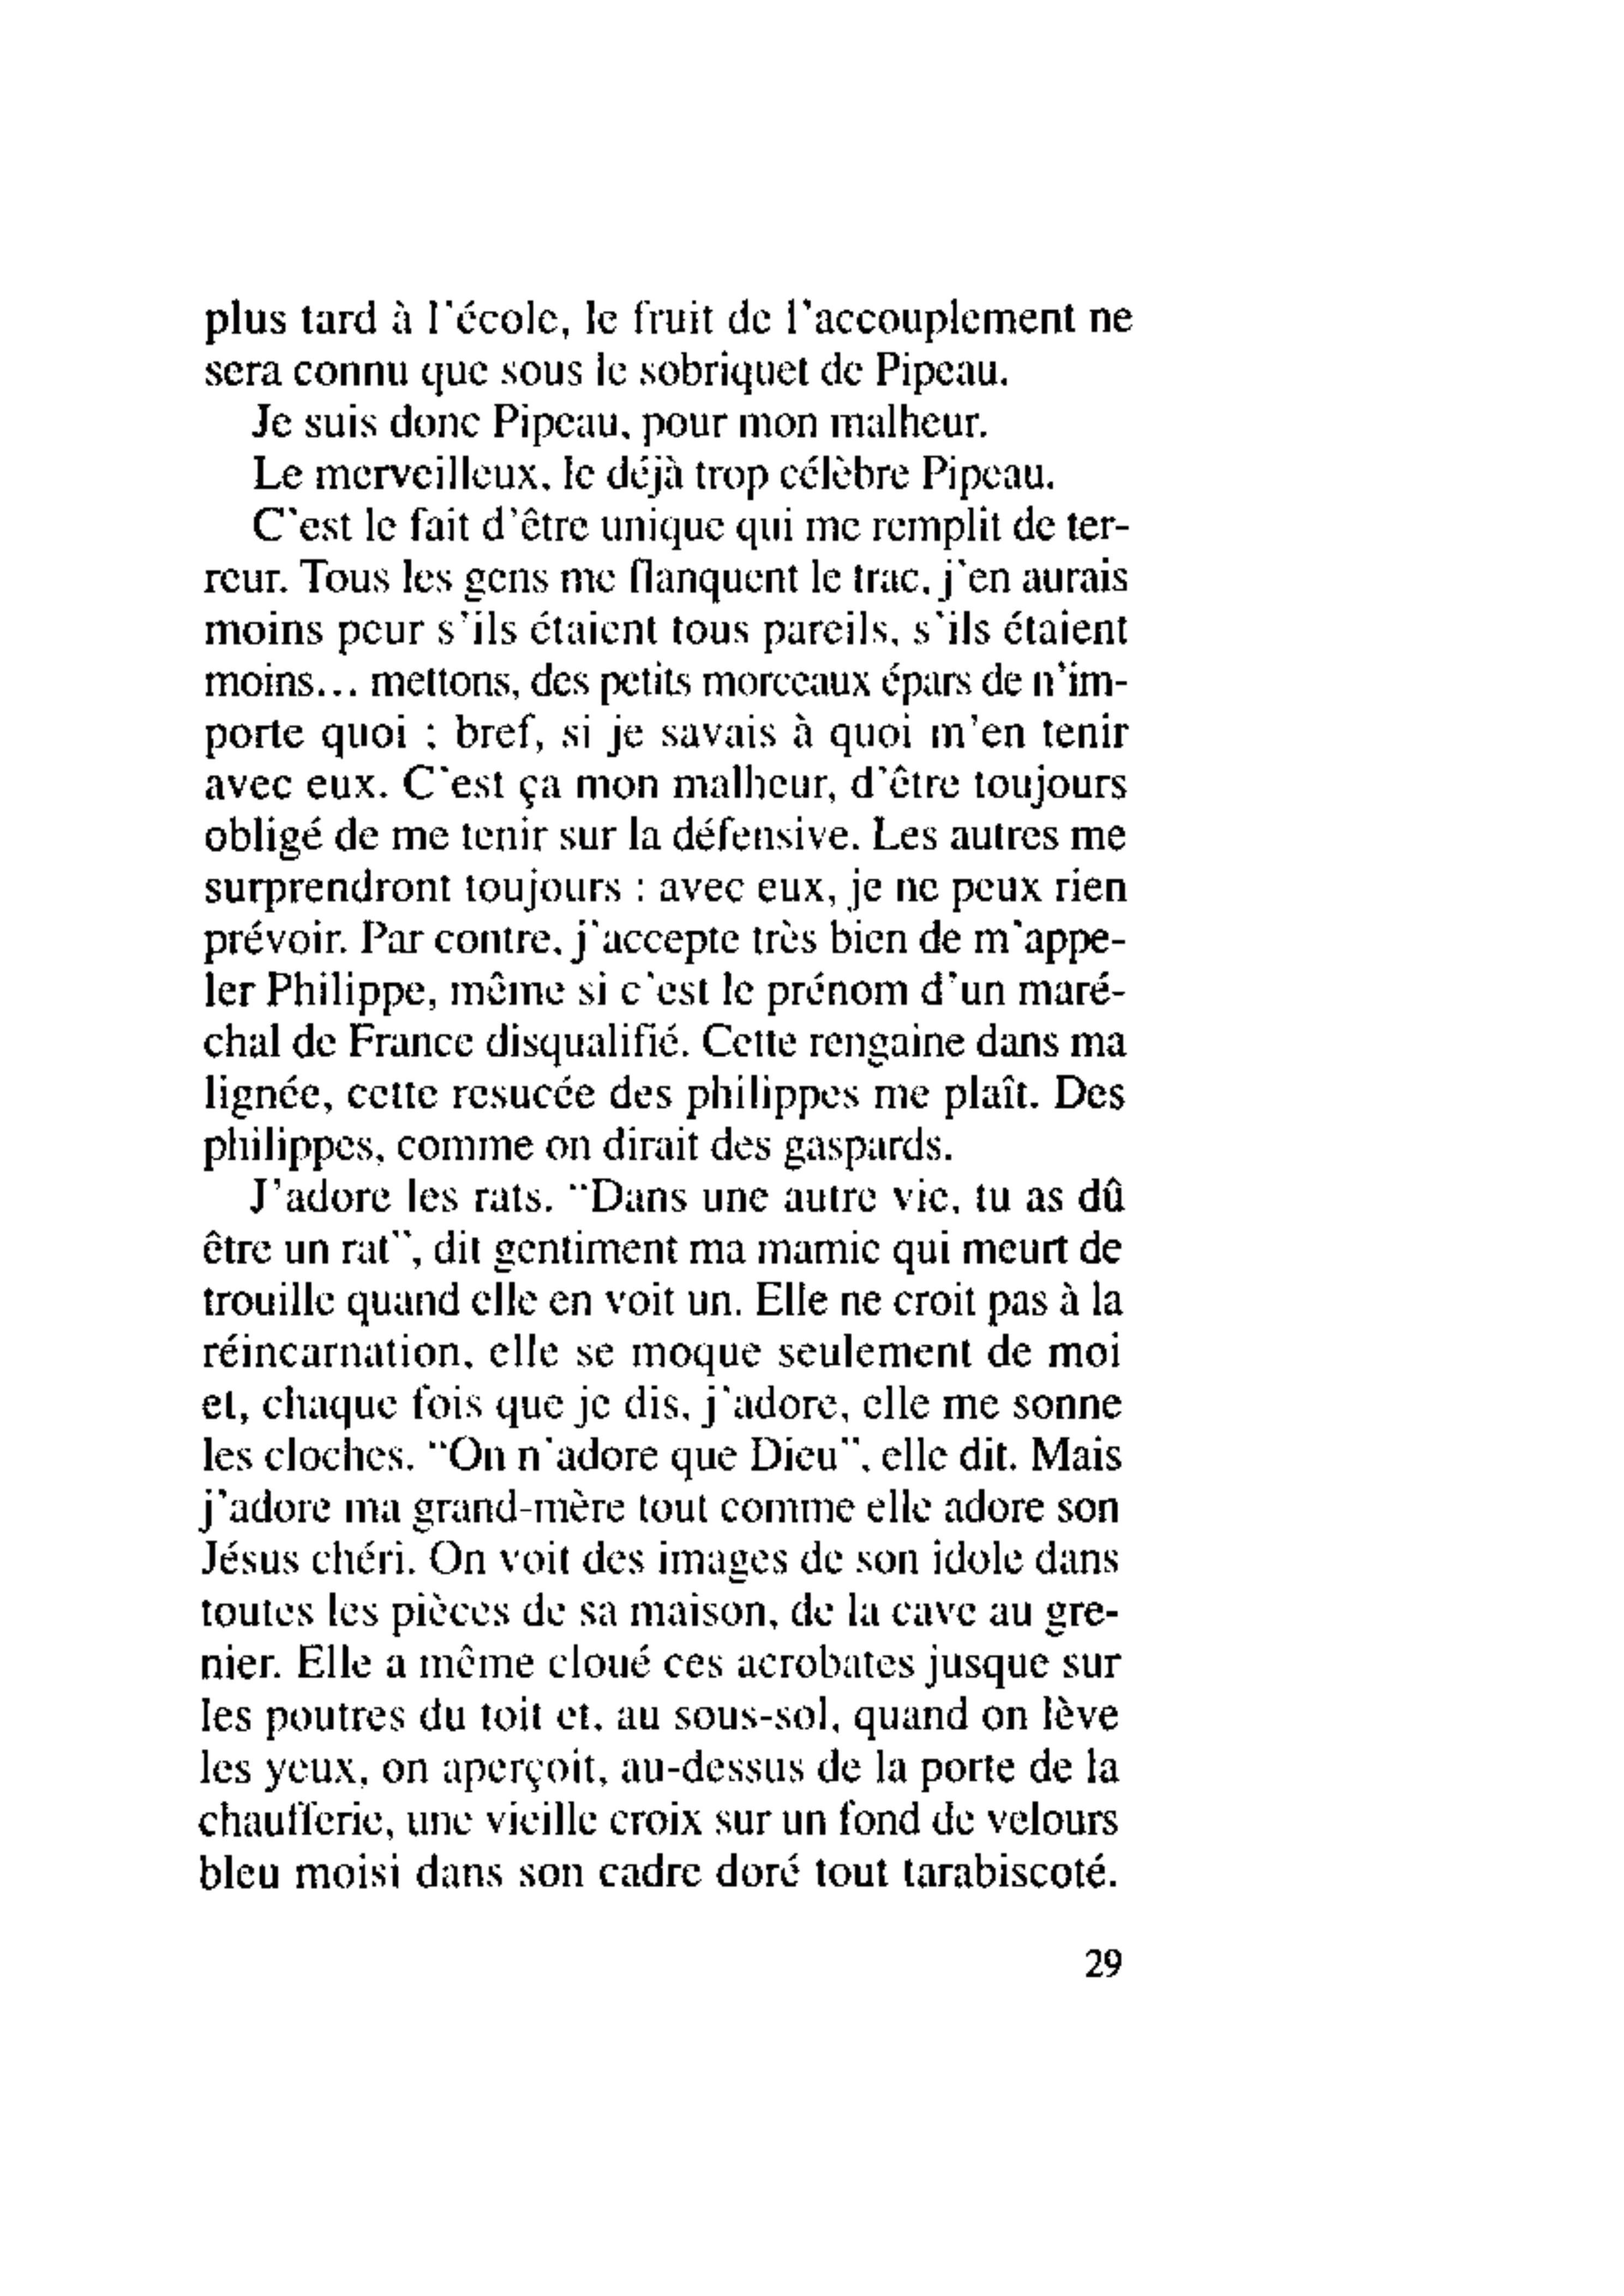 plus tard à l'école, le fruit de l'accouplement ne
sera connu que sous le sobriquet de Pipeau.
Je suis donc Pipeau, pour mon malheur.
Le merveilleux, le déjà trop célèbre Pipeau.
C'est le fait d'être unique qui me remplit de ter-
reur. Tous les gens me flanquent le trac, j'en aurais
moins peur s'ils étaient tous pareils, s'ils étaient
moins... mettons, des petits morceaux épars de n'im-
porte quoi ; bref, si je savais à quoi m'en tenir
avec eux. C'est ça mon malheur, d'être toujours
obligé de me tenir sur la défensive. Les autres me
surprendront toujours : avec eux, je ne peux rien
prévoir. Par contre, j'accepte très bien de m'appe-
ler Philippe, même si c'est le prénom d'un maré-
chal de France disqualifié. Cette rengaine dans ma
lignée, cette resucée des philippes me plaît. Des
philippes, comme on dirait des gaspards.
J'adore les rats. “Dans une autre vie, tu as dû
être un rat”, dit gentiment ma mamie qui meurt de
trouille quand elle en voit un. Elle ne croit pas à la
réincarnation, elle se moque seulement de moi
et, chaque fois que je dis, j'adore, elle me sonne
les cloches. “On n'adore que Dieu”, elle dit. Mais
j'adore ma grand-mère tout comme elle adore son
Jésus chéri. On voit des images de son idole dans
toutes les pièces de sa maison, de la cave au gre-
nier. Elle a même cloué ces acrobates jusque sur
les poutres du toit et, au sous-sol, quand on lève
les yeux, on aperçoit, au-dessus de la porte de la
chaufferie, une vieille croix sur un fond de velours
bleu moisi dans son cadre doré tout tarabiscoté.
29